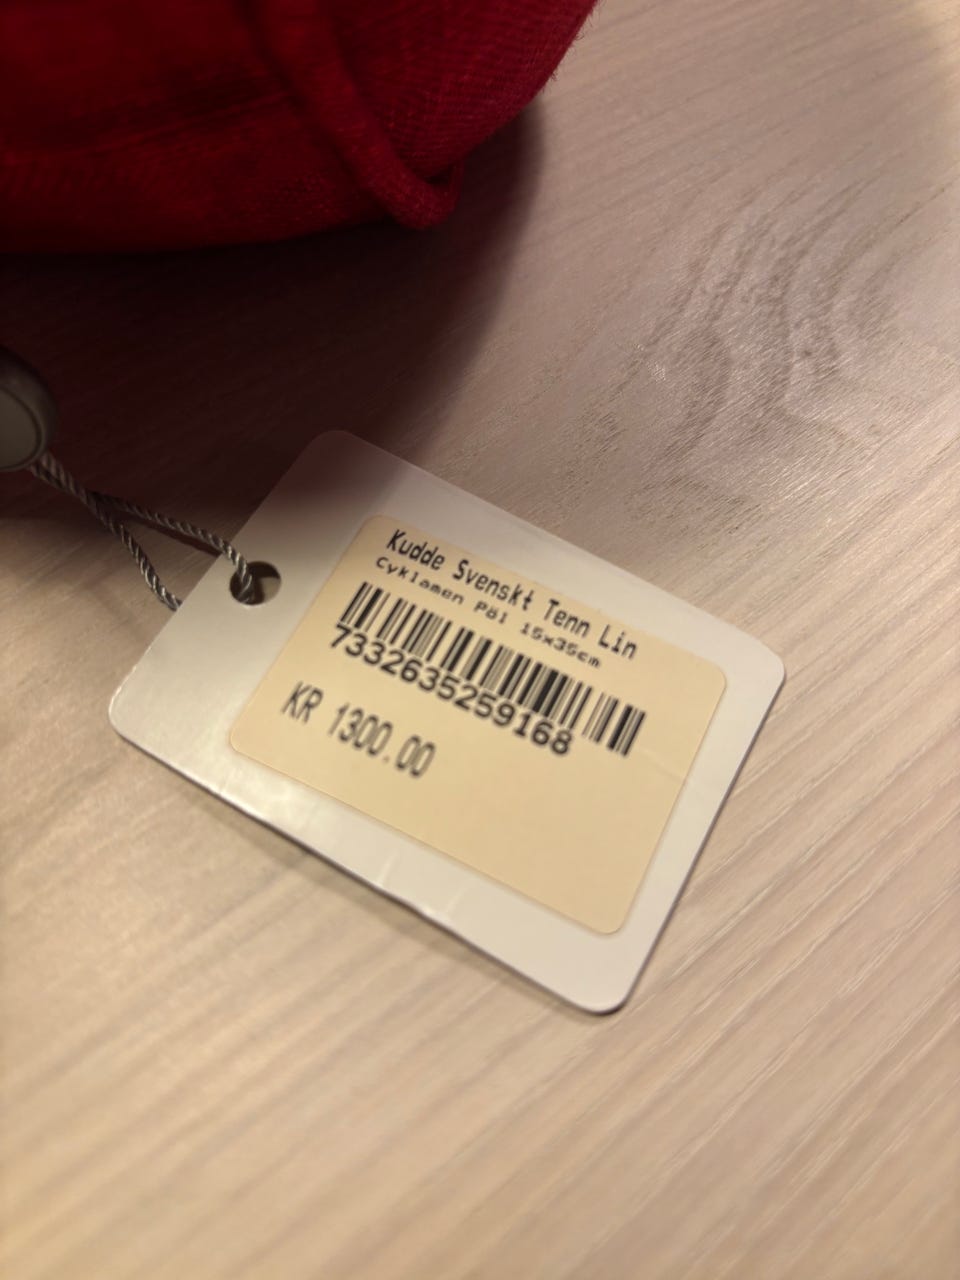 Kudde Svenskt Tenn Lin
Cyklamen Pöl 15x35cm
7332635259168
KR 1300.00